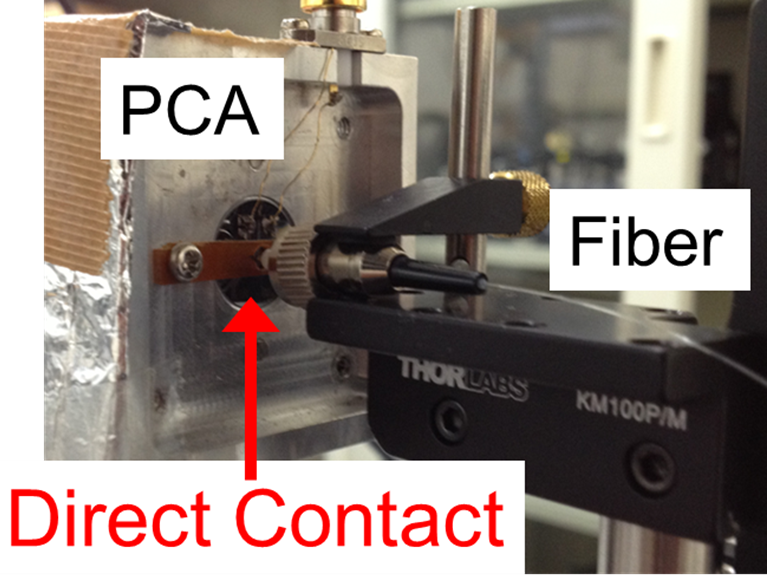 PCA
Fiber
THORLABS
KM100P/M
Direct Contact